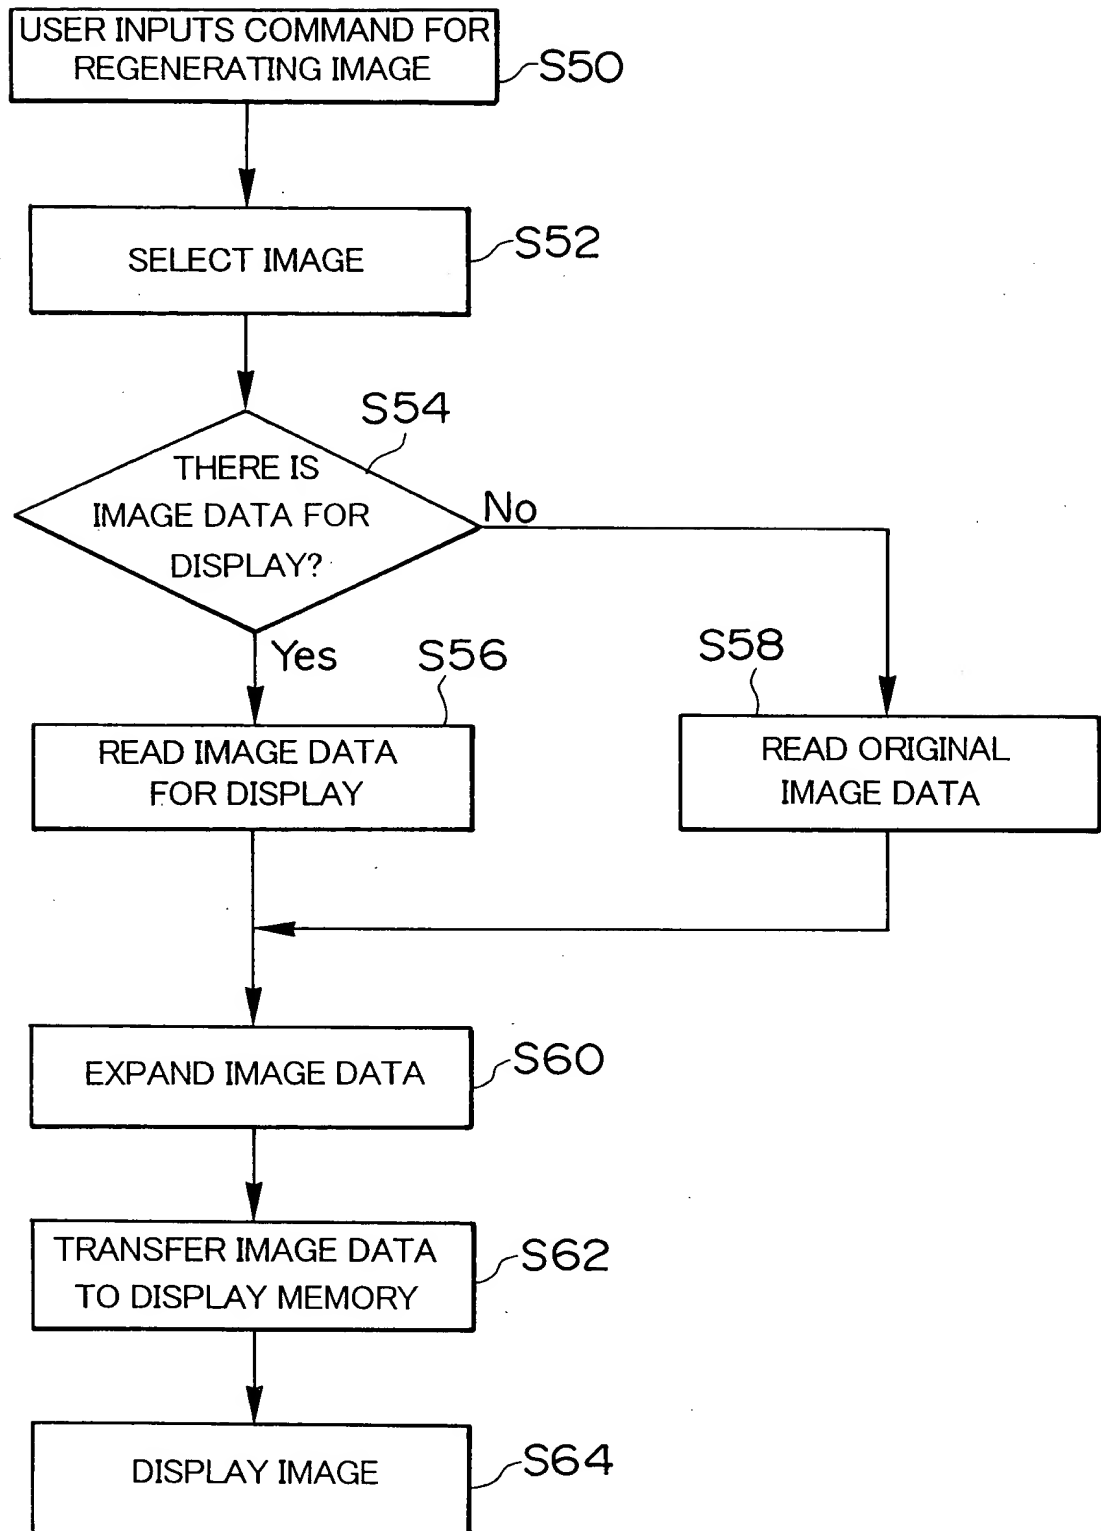 USER INPUTS COMMAND FOR
REGENERATING IMAGE
S50
SELECT IMAGE
S52
S54
THERE IS
IMAGE DATA FOR
DISPLAY?
No
Yes
S56
S58
READ IMAGE DATA
FOR DISPLAY
READ ORIGINAL
IMAGE DATA
EXPAND IMAGE DATA
S60
TRANSFER IMAGE DATA
TO DISPLAY MEMORY
S62
DISPLAY IMAGE
S64